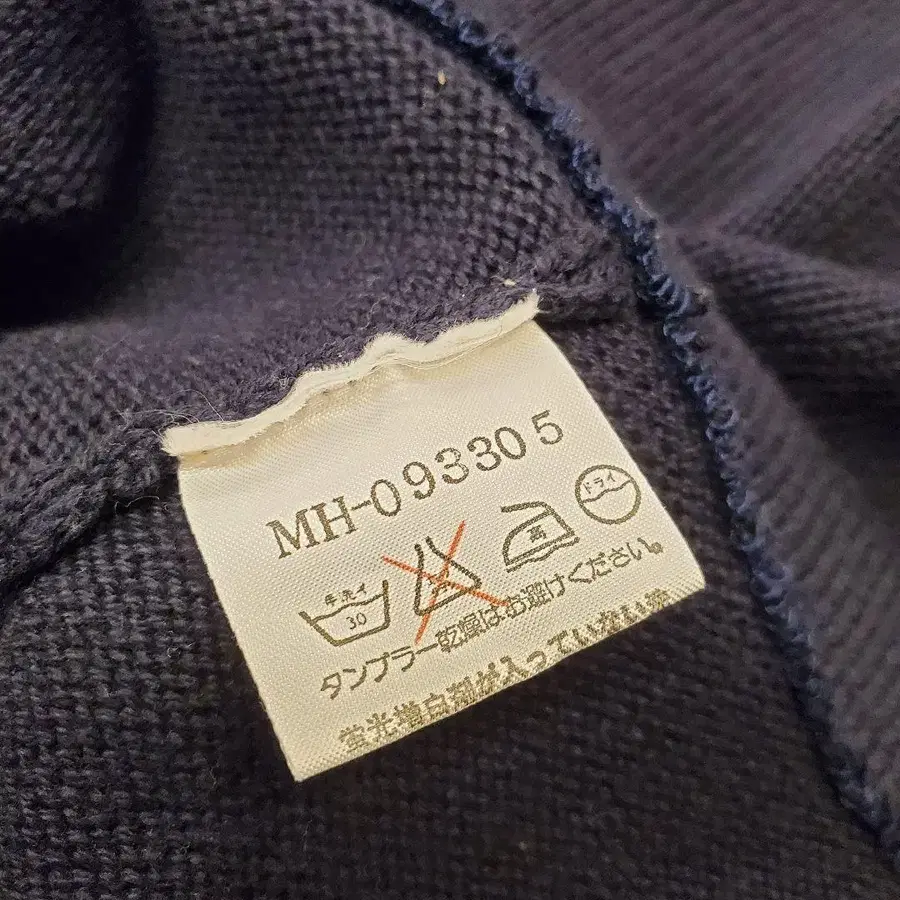 MH-093305
ドライ
高
手洗イ
30
タンブラー乾燥はお避けください。
蛍光増白剤が入っていない